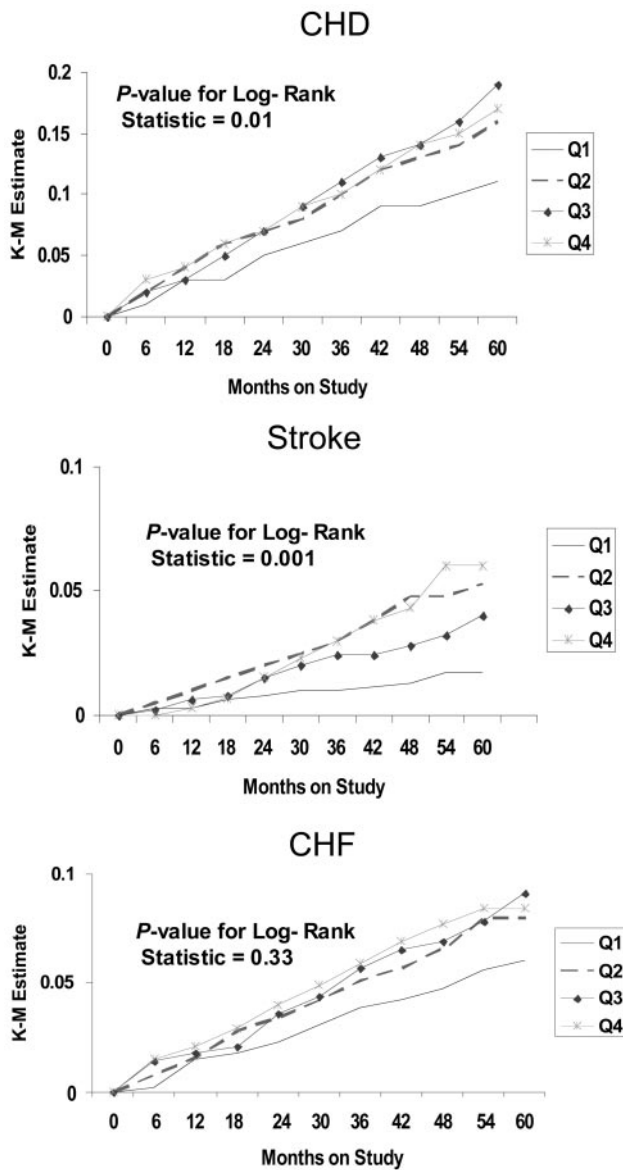 CHD
0.2
P-value for Log- Rank
Statistic = 0.01
0.15
Q1
K-M Estimate
0.1
Q2
Q3
0.05
Q4
0
0 6 12 18 24 30 36 42 48 54 60
Months on Study
Stroke
0.1
P-value for Log- Rank
Statistic = 0.001
Q1
K-M Estimate
0.05
Q2
Q3
Q4
0
0 6 12 18 24 30 36 42 48 54 60
Months on Study
CHF
0.1
P-value for Log- Rank
Statistic = 0.33
Q1
K-M Estimate
0.05
Q2
Q3
Q4
0
0 6 12 18 24 30 36 42 48 54 60
Months on Study